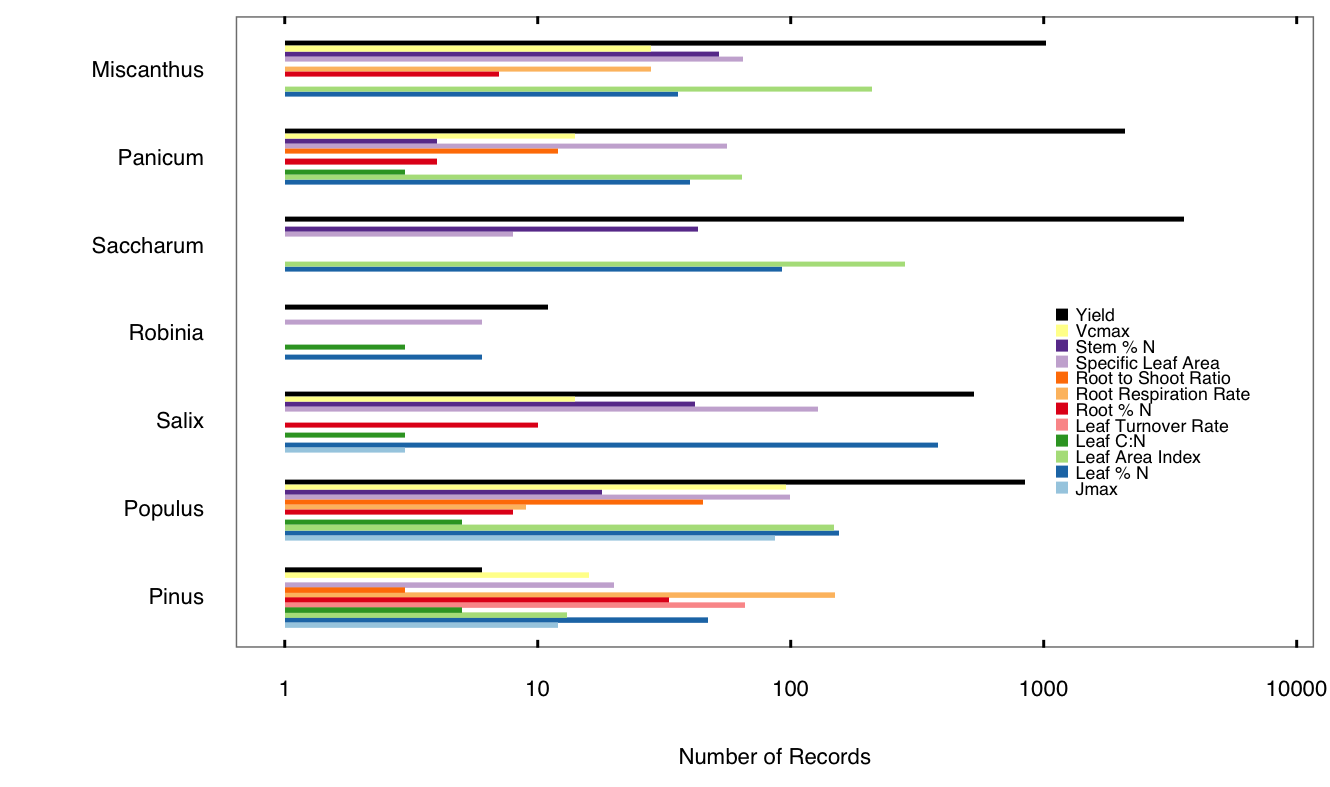 Miscanthus
Panicum
Saccharum
Robinia
Salix
Populus
Pinus
Yield
Vcmax
Stem % N
Specific Leaf Area
Root to Shoot Ratio
Root Respiration Rate
Root % N
Leaf Turnover Rate
Leaf C:N
Leaf Area Index
Leaf % N
Jmax
1 10 100 1000 10000
Number of Records